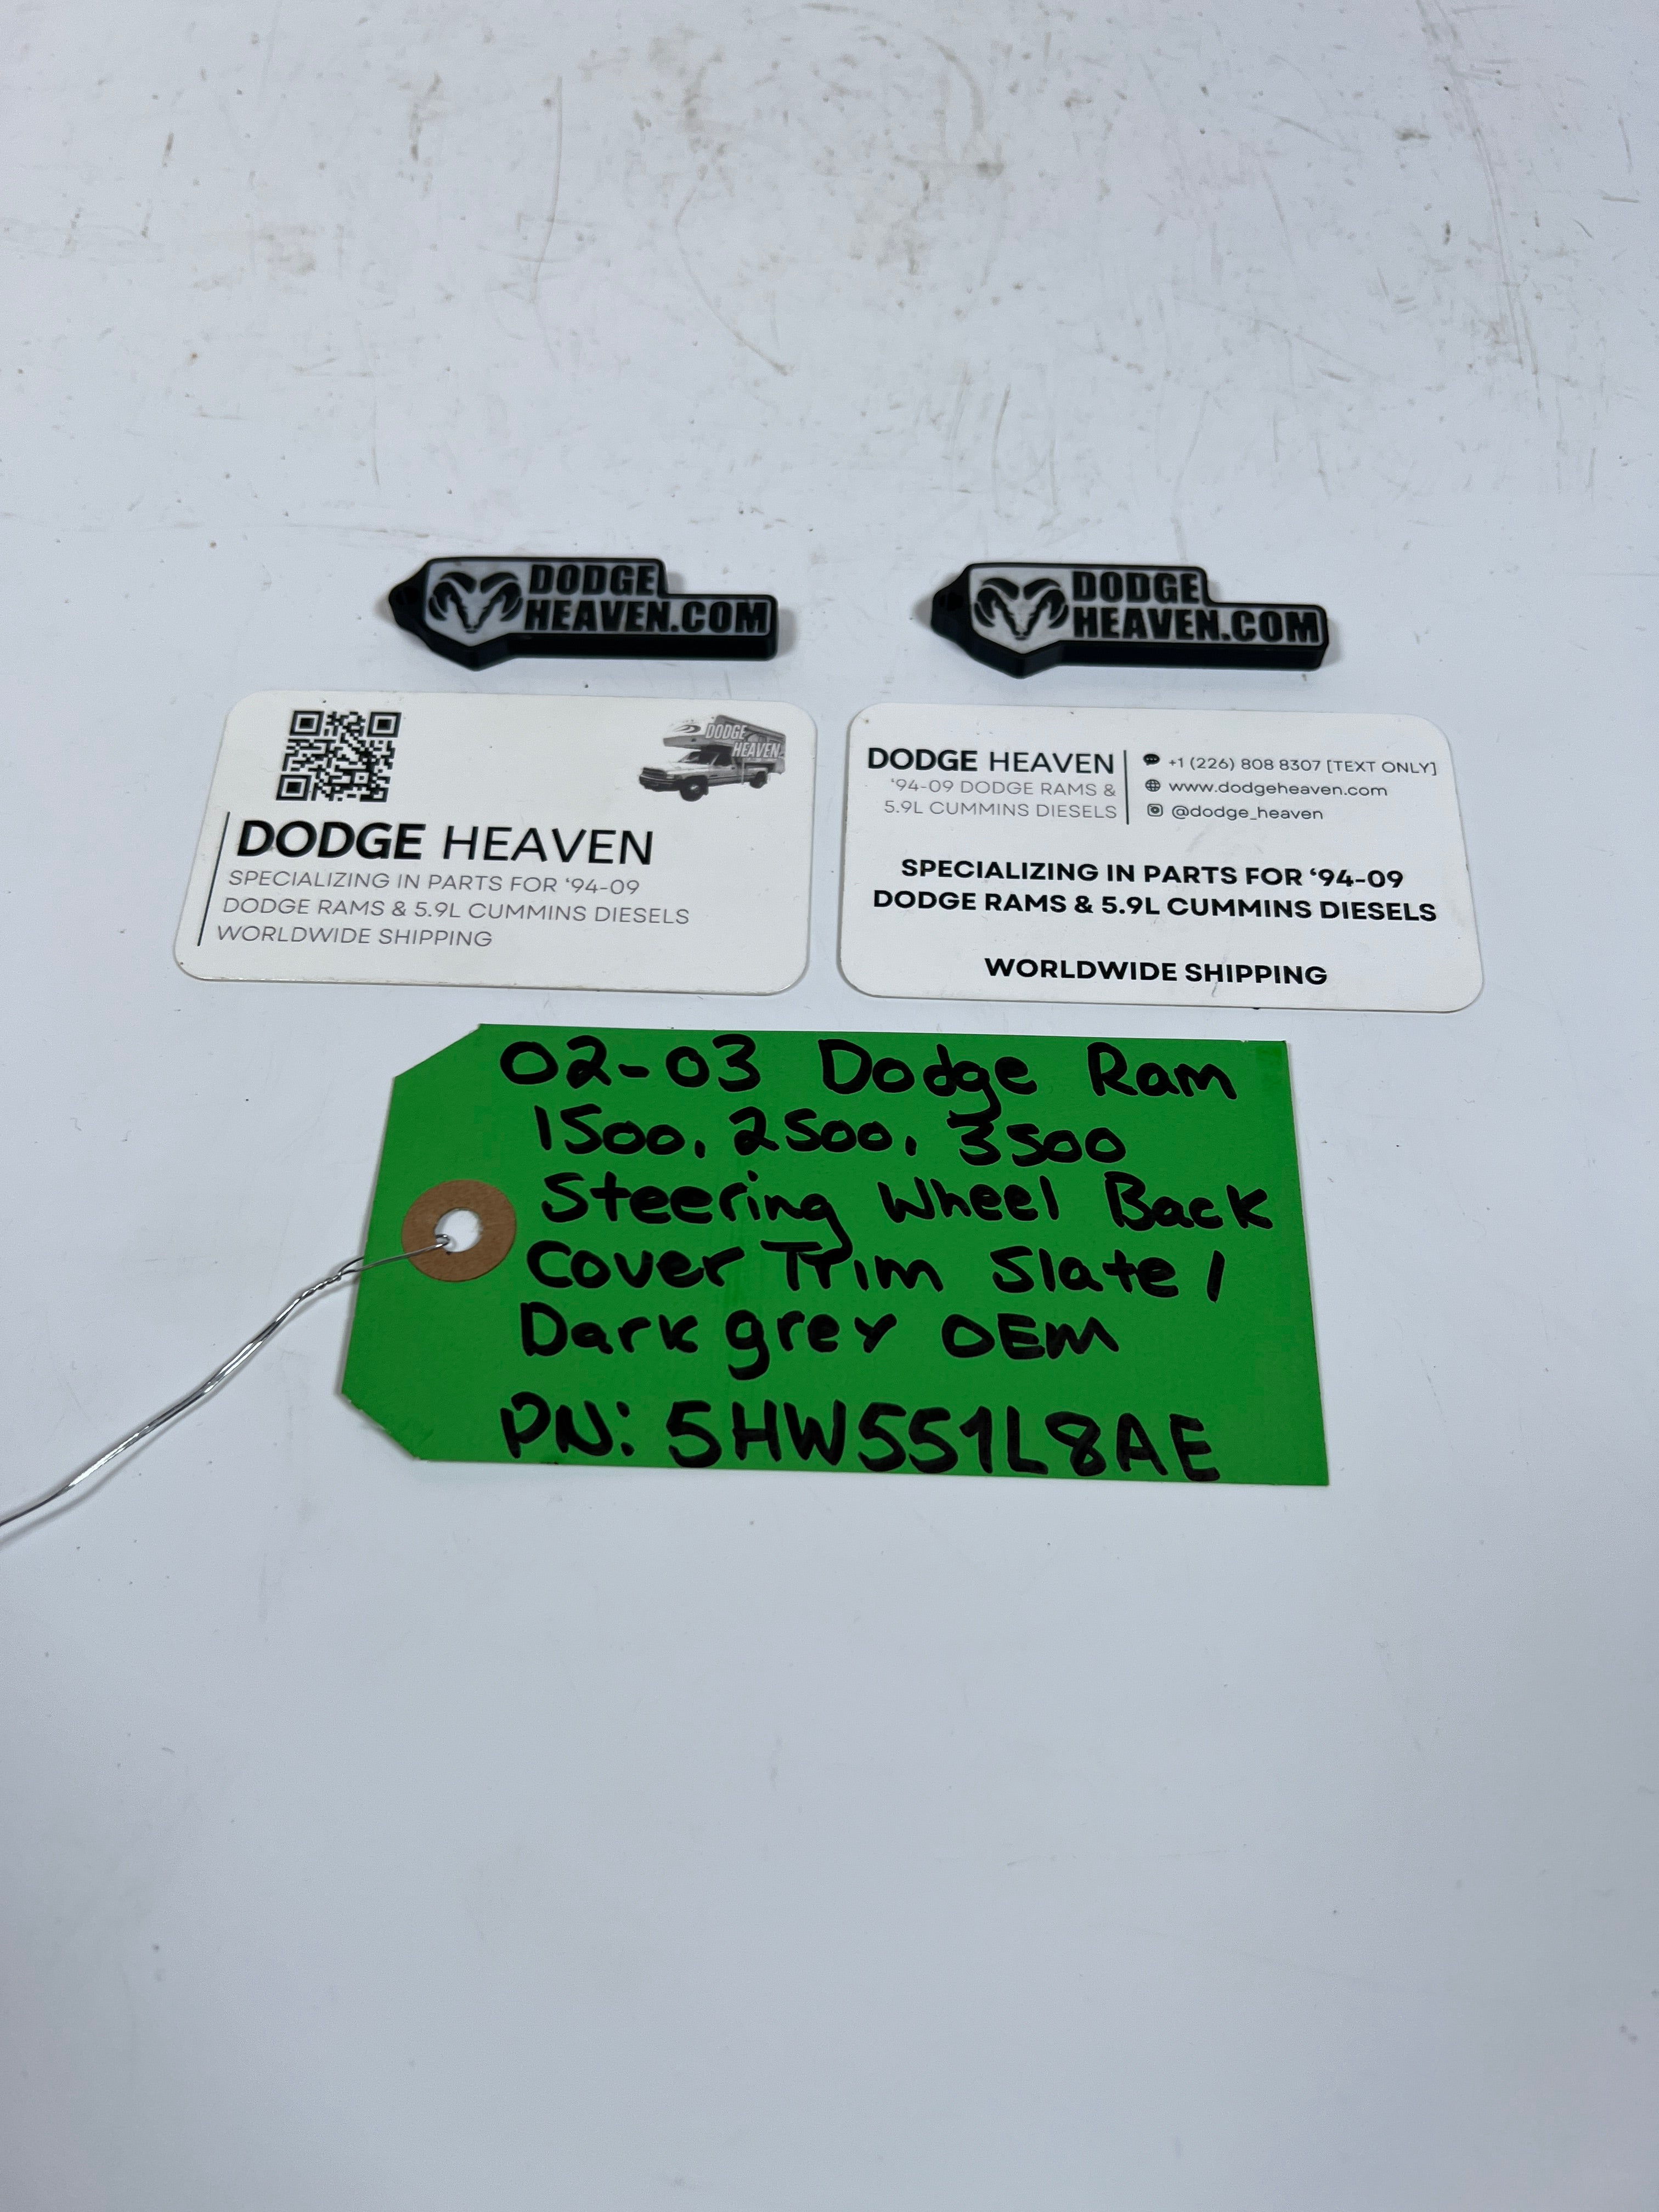 DODGE
HEAVEN.COM
DODGE
HEAVEN.COM
DODGE
HEAVEN
DODGE HEAVEN
SPECIALIZING IN PARTS FOR ‘94-09
DODGE RAMS & 5.9L CUMMINS DIESELS
WORLDWIDE SHIPPING
DODGE HEAVEN
‘94-09 DODGE RAMS &
5.9L CUMMINS DIESELS
+1 (226) 808 8307 [TEXT ONLY]
www.dodgeheaven.com
@dodge_heaven
SPECIALIZING IN PARTS FOR ‘94-09
DODGE RAMS & 5.9L CUMMINS DIESELS
WORLDWIDE SHIPPING
02-03 Dodge Ram
1500, 2500, 3500
Steering Wheel Back
Cover Trim Slate /
Dark grey OEM
PN: 5HW551L8AE